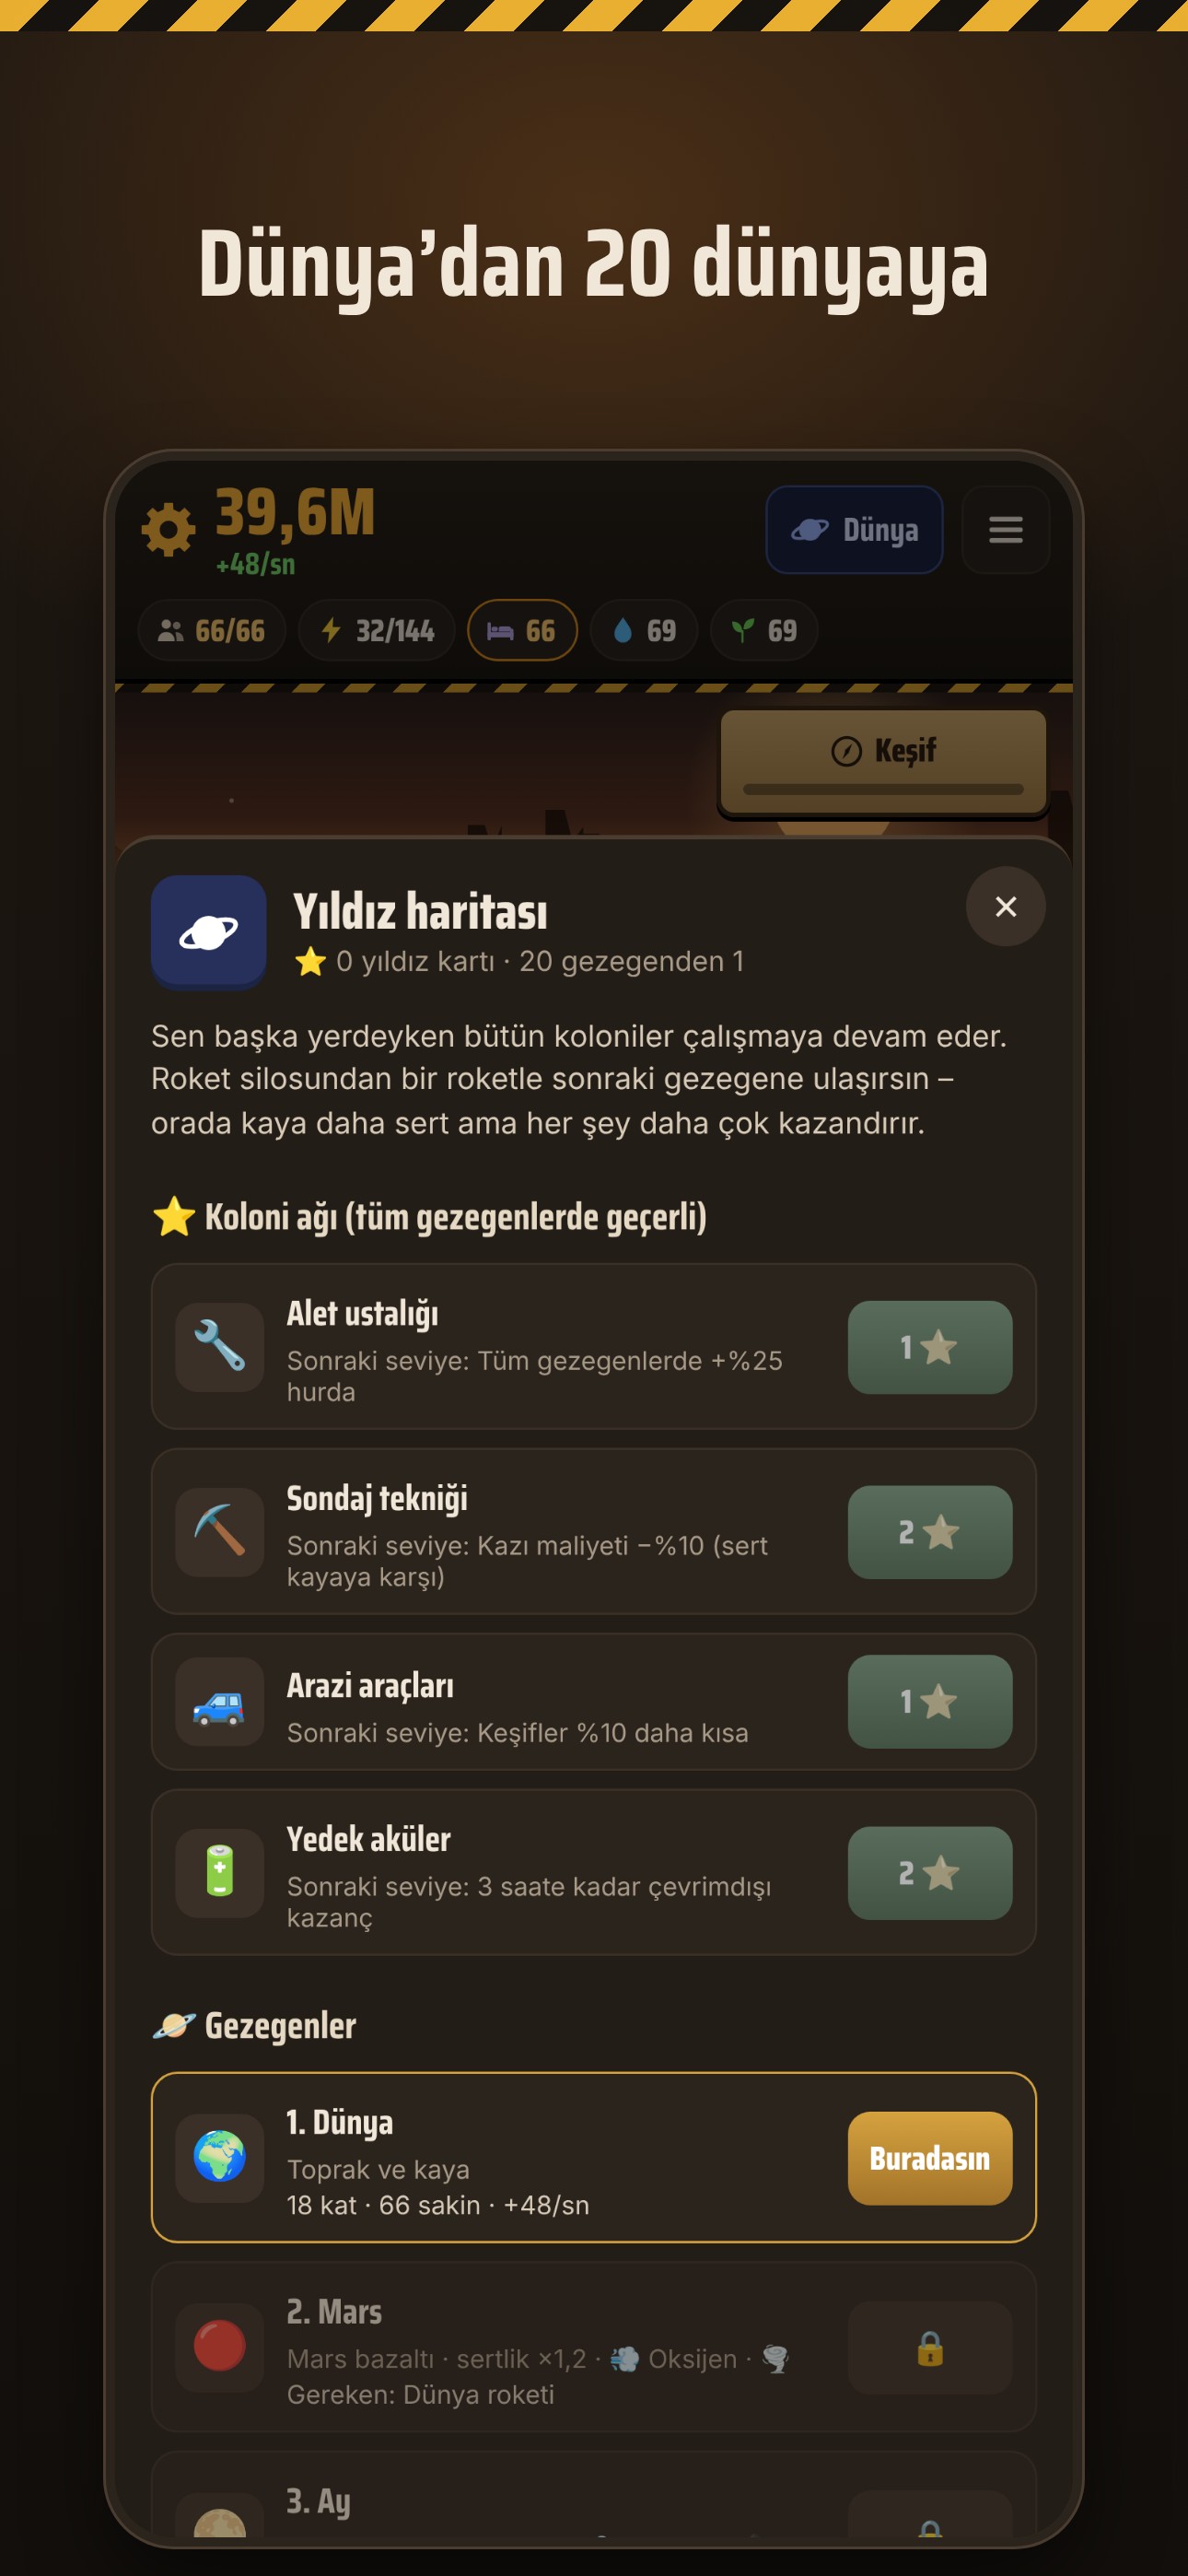 Dünya’dan 20 dünyaya
39,6M
+48/sn
Dünya
66/66
32/144
66
69
69
Keşif
Yıldız haritası
0 yıldız kartı · 20 gezegenden 1
Sen başka yerdeyken bütün koloniler çalışmaya devam eder.
Roket silosundan bir roketle sonraki gezegene ulaşırsın –
orada kaya daha sert ama her şey daha çok kazandırır.
Koloni ağı (tüm gezegenlerde geçerli)
Alet ustalığı
Sonraki seviye: Tüm gezegenlerde +%25
hurda
1
Sondaj tekniği
Sonraki seviye: Kazı maliyeti −%10 (sert
kayaya karşı)
2
Arazi araçları
Sonraki seviye: Keşifler %10 daha kısa
1
Yedek aküler
Sonraki seviye: 3 saate kadar çevrimdışı
kazanç
2
Gezegenler
1. Dünya
Toprak ve kaya
18 kat · 66 sakin · +48/sn
Buradasın
2. Mars
Mars bazaltı · sertlik ×1,2 · 💨 Oksijen · 🌪
Gereken: Dünya roketi
3. Ay